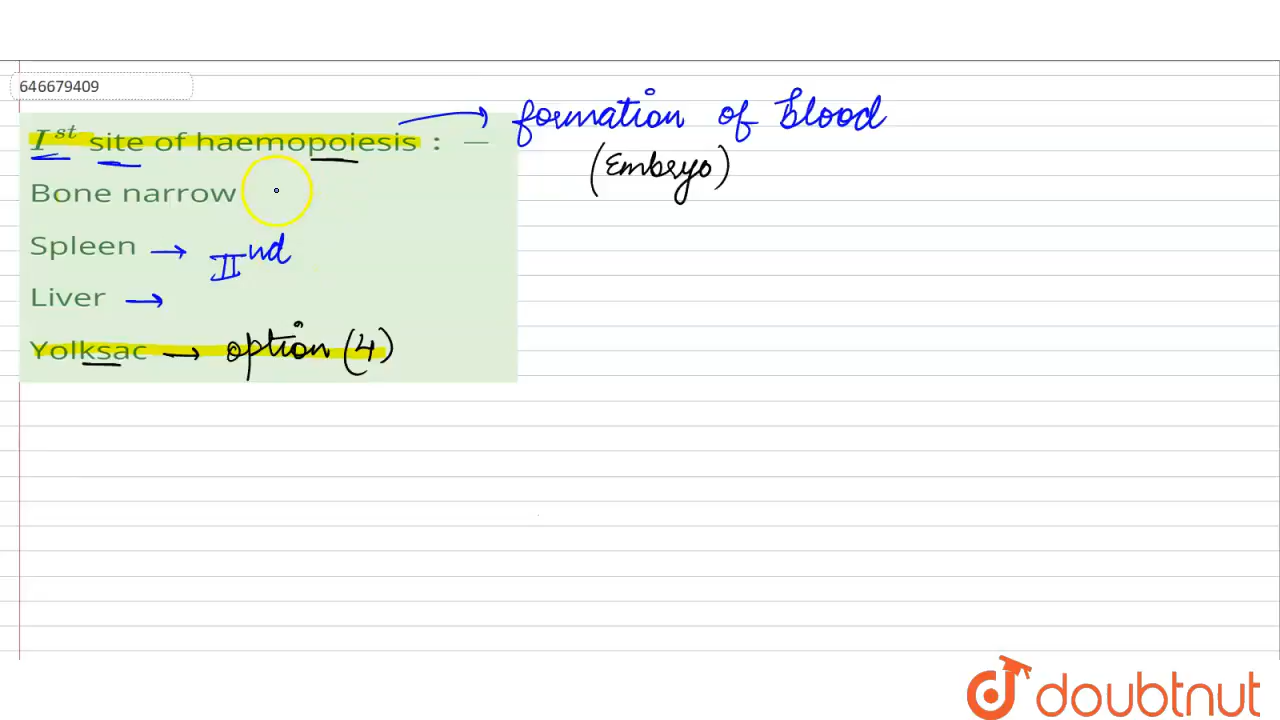 646679409
Iˢᵗ site of haemopoiesis : — → formation of blood
(Embryo)
Bone narrow
Spleen → IIⁿᵈ
Liver →
Yolksac → option (4)
doubtnut